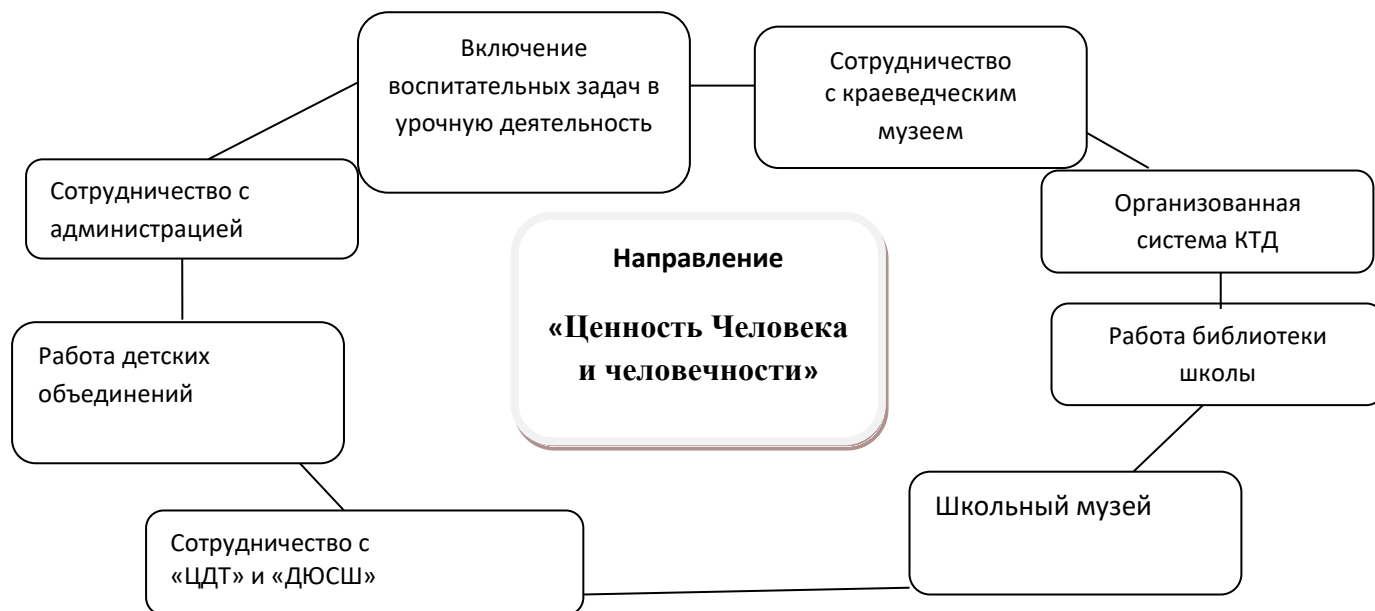 Включение
воспитательных задач в
урочную деятельность
Сотрудничество
с краеведческим
музеем
Сотрудничество с
администрацией
Организованная
система КТД
Направление
«Ценность Человека
и человечности»
Работа детских
объединений
Работа библиотеки
школы
Школьный музей
Сотрудничество с
«ЦДТ» и «ДЮСШ»